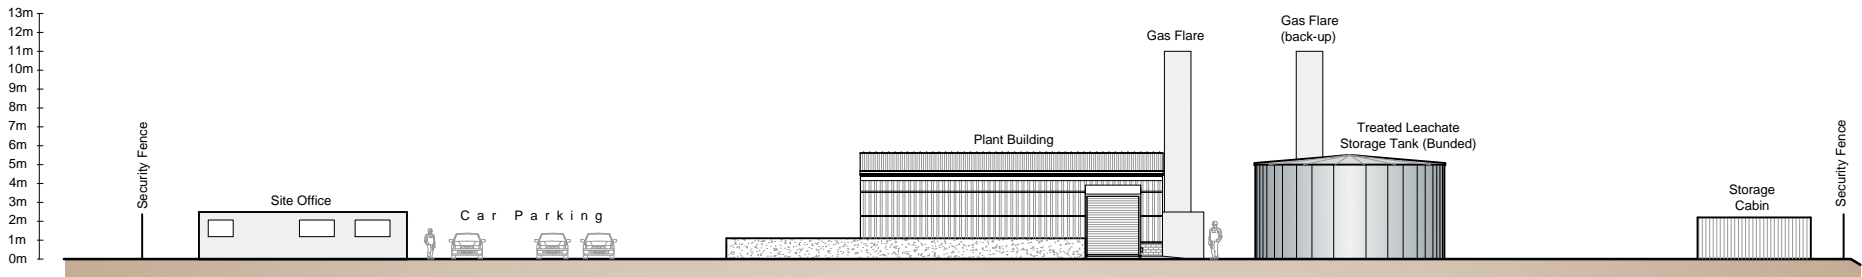 13m
12m
11m
10m
9m
8m
7m
6m
5m
4m
3m
2m
1m
0m
Security Fence
Site Office
Car Parking
Plant Building
Gas Flare
Gas Flare
(back-up)
Treated Leachate
Storage Tank (Bunded)
Storage
Cabin
Security Fence